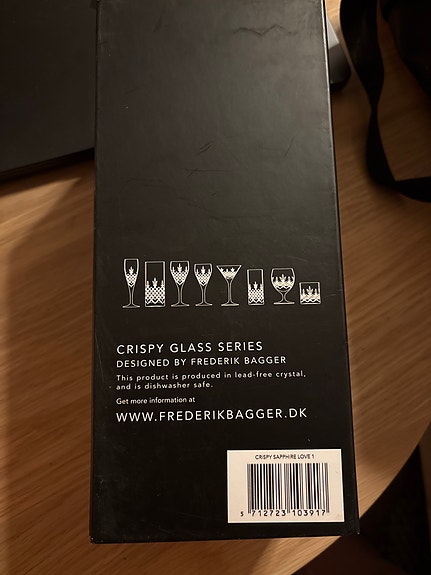 CRISPY GLASS SERIES
DESIGNED BY FREDERIK BAGGER
This product is produced in lead-free crystal,
and is dishwasher safe.
Get more information at
WWW.FREDERIKBAGGER.DK
CRISPY SAPPHIRE LOVE 1
5 712723 103917